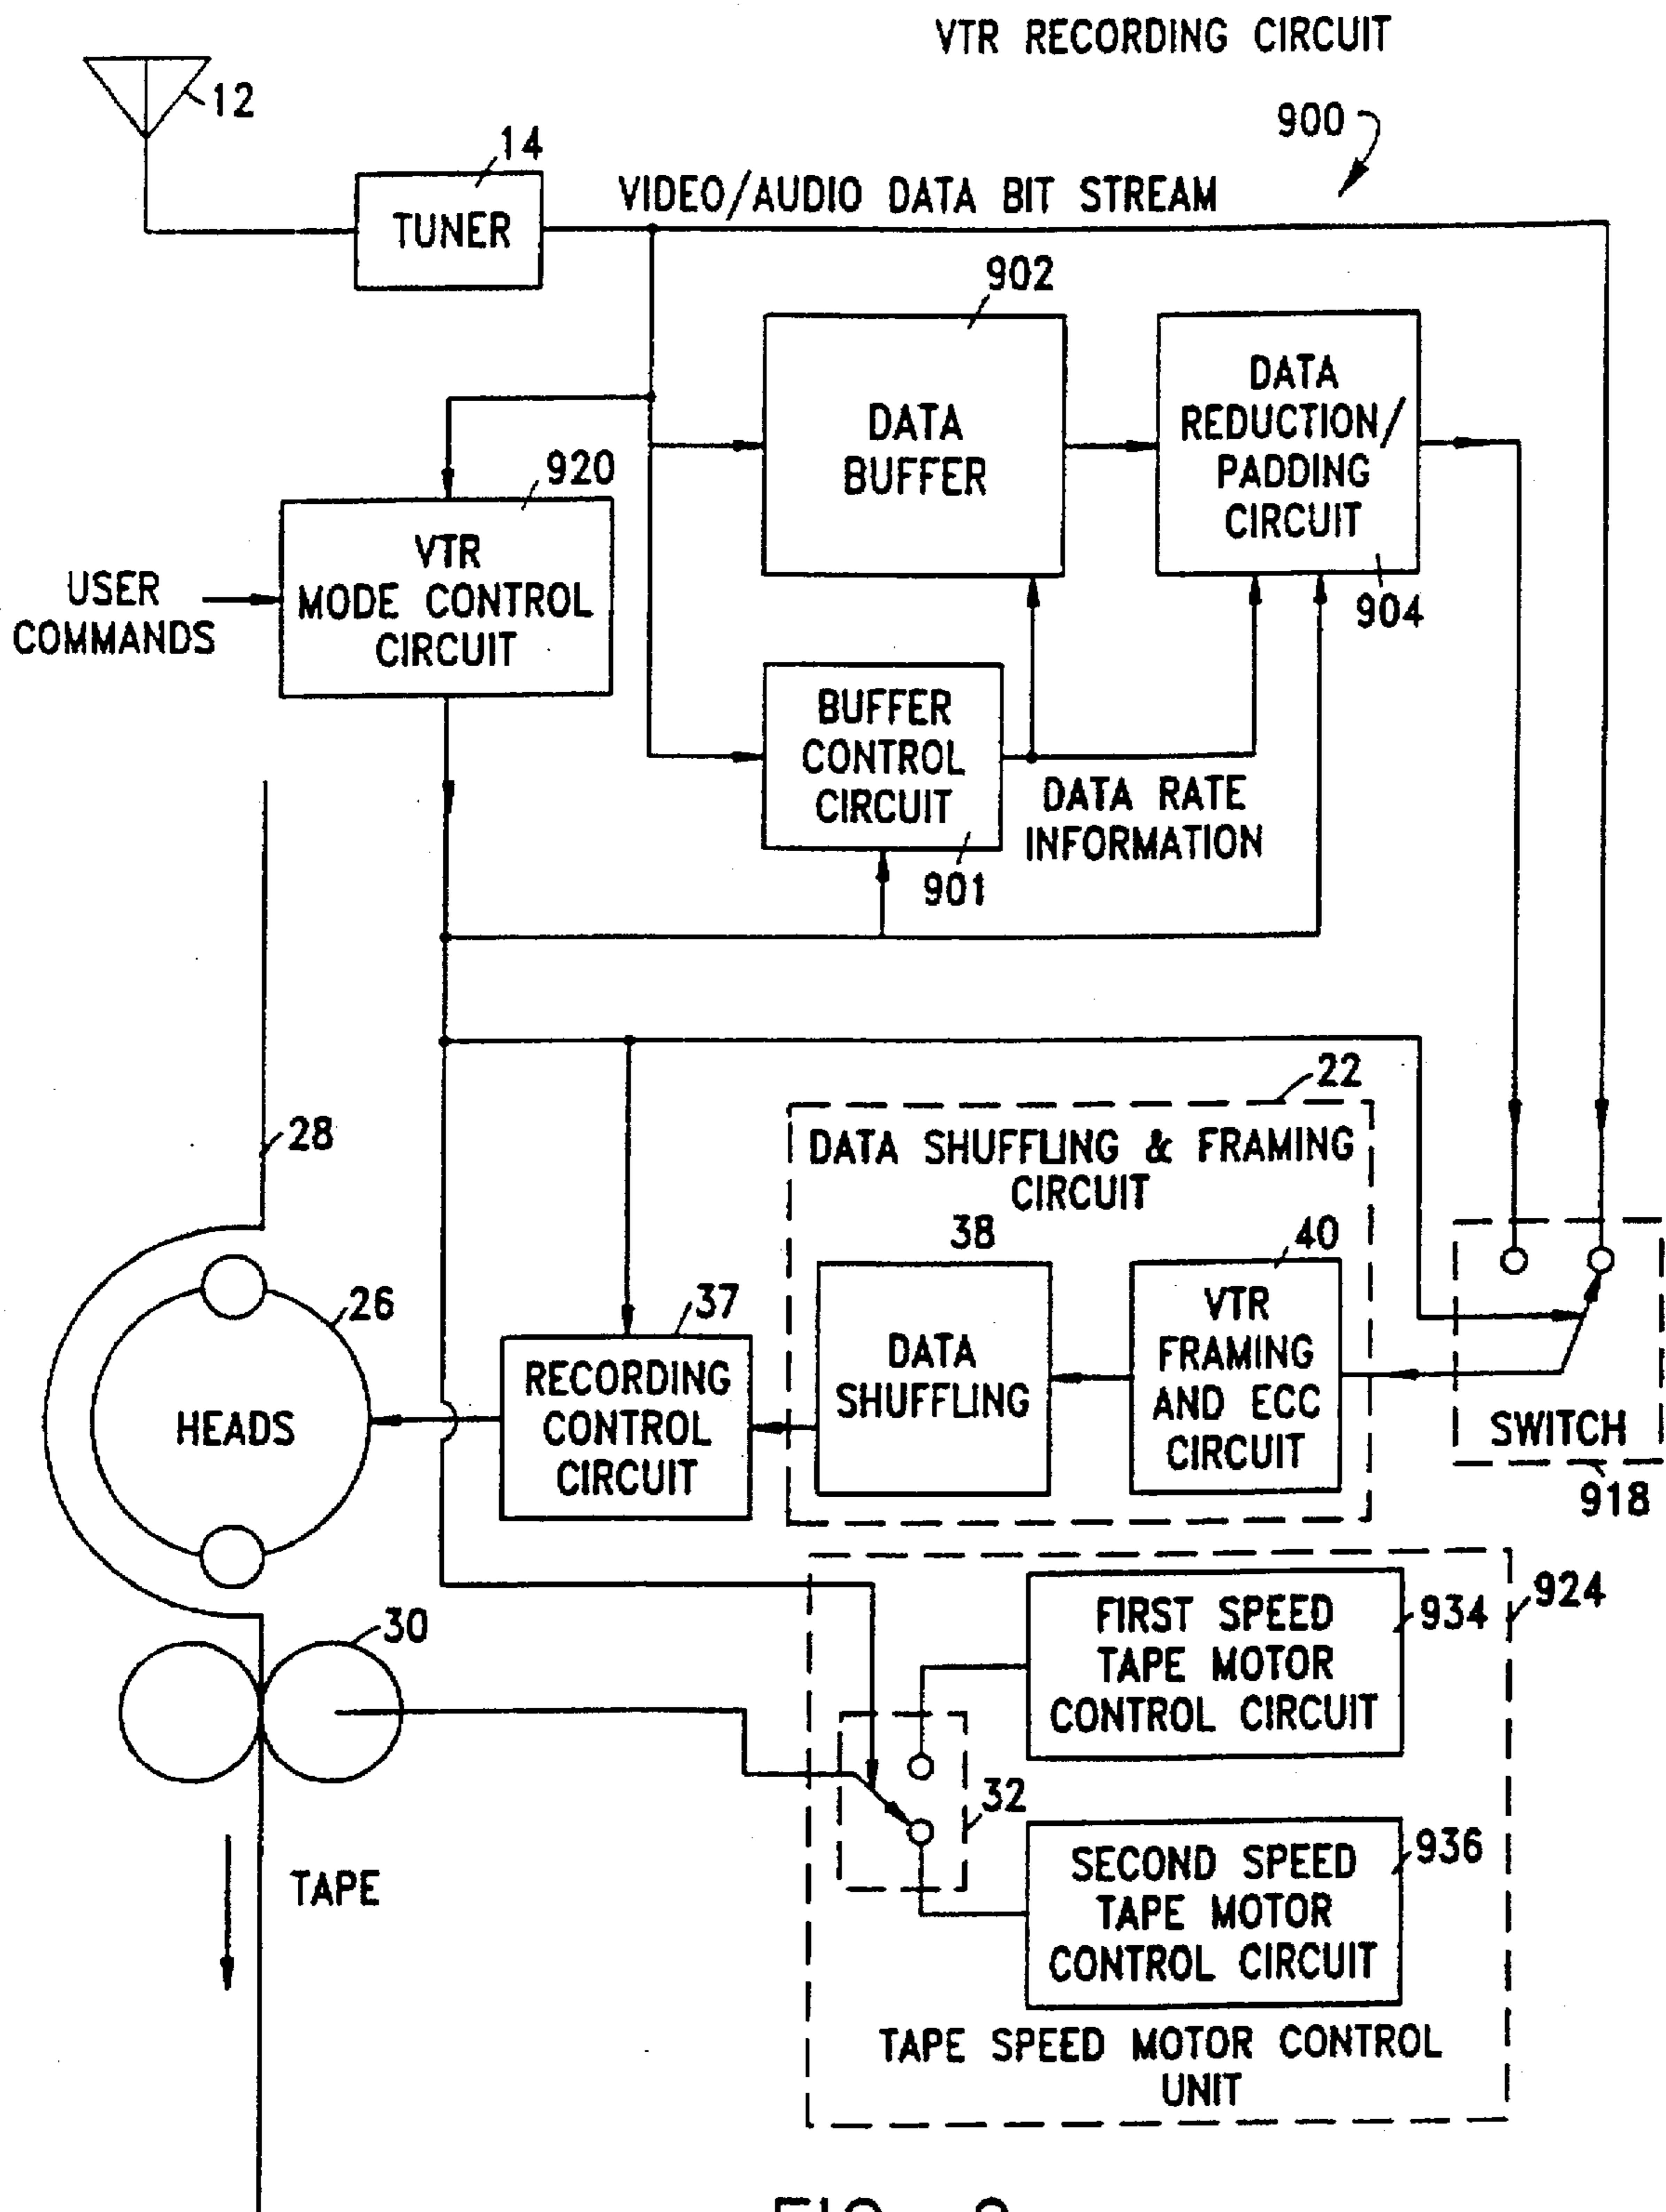 VTR RECORDING CIRCUIT
900
12
14
TUNER
VIDEO/AUDIO DATA BIT STREAM
902
DATA
BUFFER
DATA
REDUCTION/
PADDING
CIRCUIT
904
920
VTR
MODE CONTROL
CIRCUIT
USER
COMMANDS
BUFFER
CONTROL
CIRCUIT
901
DATA RATE
INFORMATION
28
22
DATA SHUFFLING & FRAMING
CIRCUIT
38
DATA
SHUFFLING
40
VTR
FRAMING
AND ECC
CIRCUIT
26
HEADS
37
RECORDING
CONTROL
CIRCUIT
SWITCH
918
30
924
FIRST SPEED
TAPE MOTOR
CONTROL CIRCUIT
934
32
SECOND SPEED
TAPE MOTOR
CONTROL CIRCUIT
936
TAPE
TAPE SPEED MOTOR CONTROL
UNIT